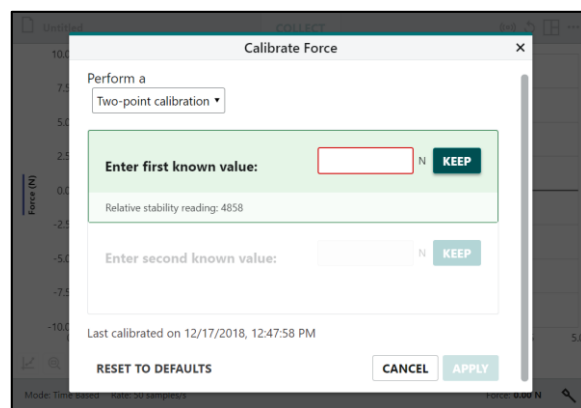 Untitled
COLLECT
Calibrate Force
×
Perform a
Two-point calibration ▾
Enter first known value:
N
KEEP
Relative stability reading: 4858
Enter second known value:
N
KEEP
Last calibrated on 12/17/2018, 12:47:58 PM
RESET TO DEFAULTS
CANCEL
APPLY
10.0
7.5
5.0
2.5
0.0
-2.5
-5.0
-7.5
-10.0
Force (N)
5.0
Mode: Time Based Rate: 50 samples/s
Force: 0.00 N